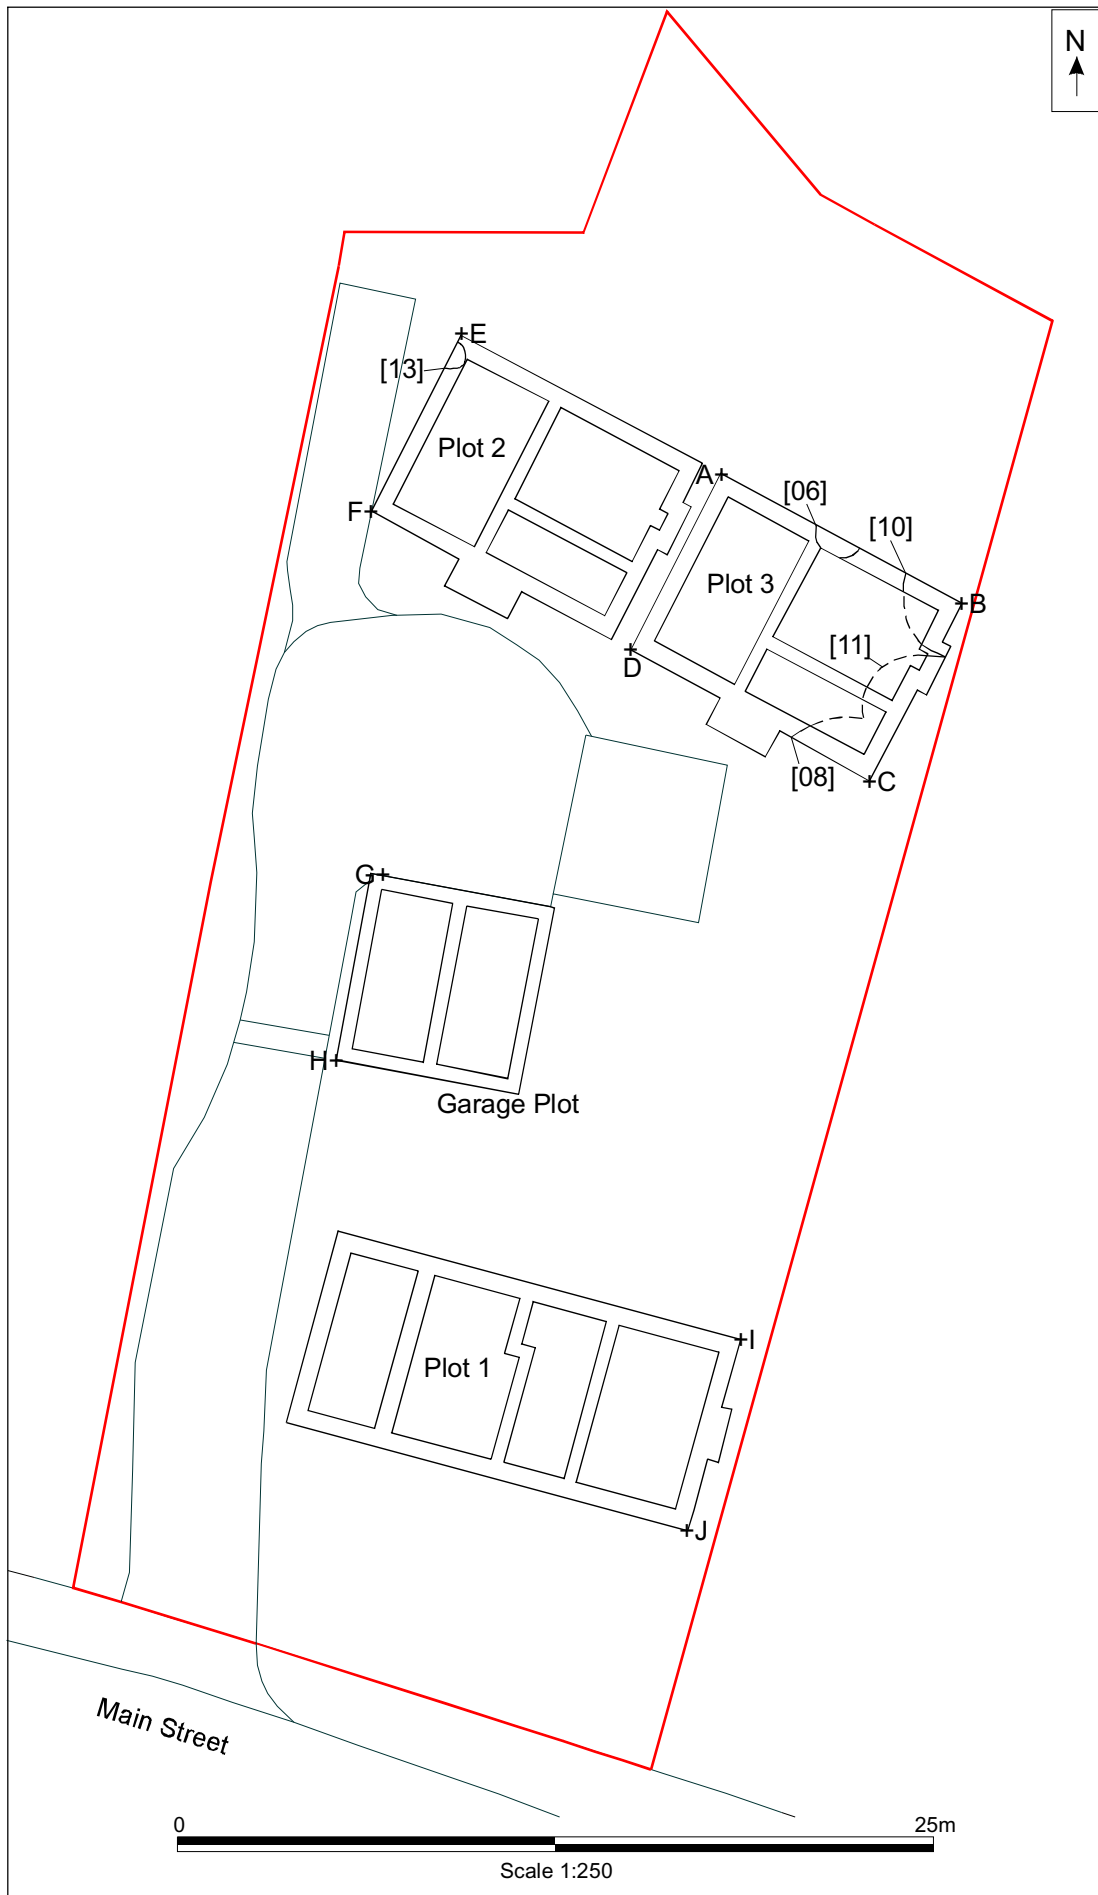 N
E
[13]
Plot 2
A
[06]
[10]
F
Plot 3
B
[11]
D
[08]
C
G
H
Garage Plot
I
Plot 1
J
Main Street
0 25m
Scale 1:250